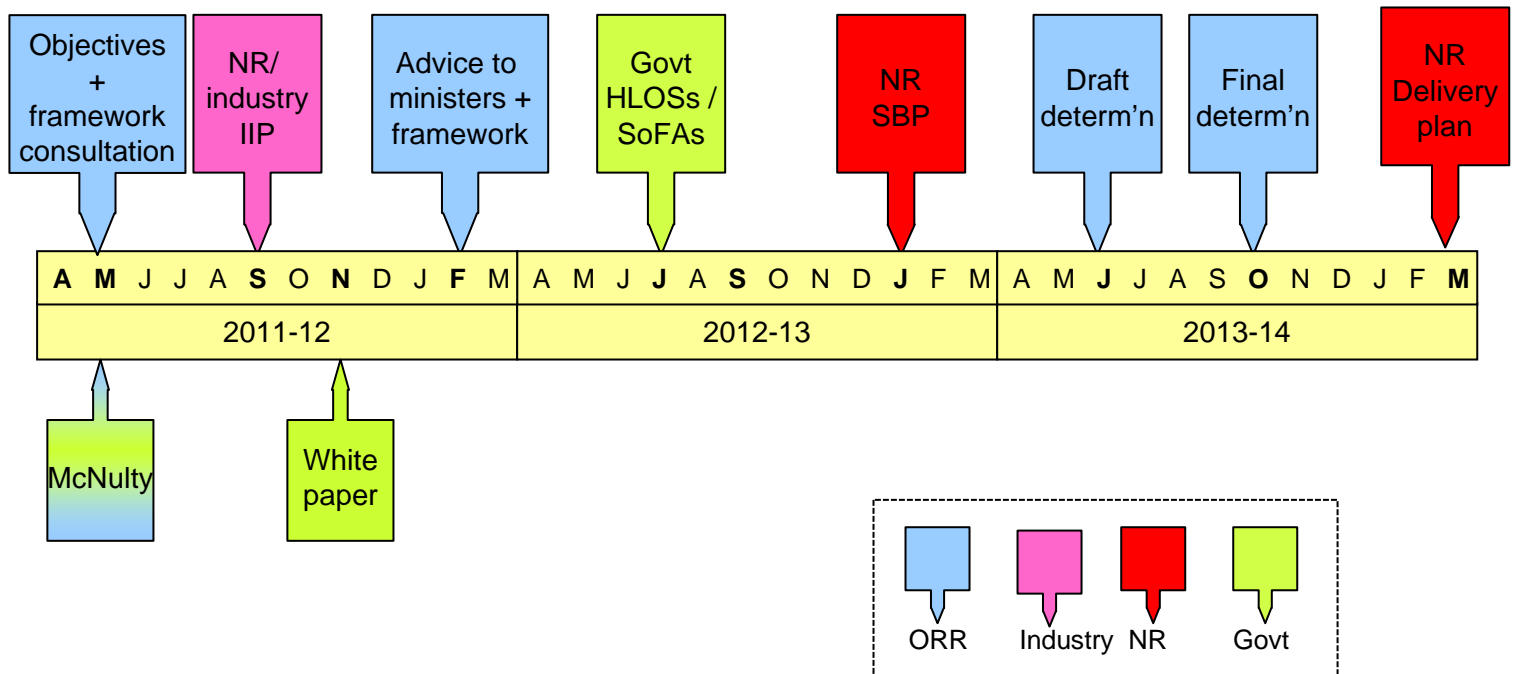 Objectives
+
framework
consultation
NR/
industry
IIP
Advice to
ministers +
framework
Govt
HLOSs /
SoFAs
NR
SBP
Draft
determ’n
Final
determ’n
NR
Delivery
plan
A M J J A S O N D J F M A M J J A S O N D J F M A M J J A S O N D J F M
2011-12 2012-13 2013-14
McNulty
White
paper
ORR Industry NR Govt